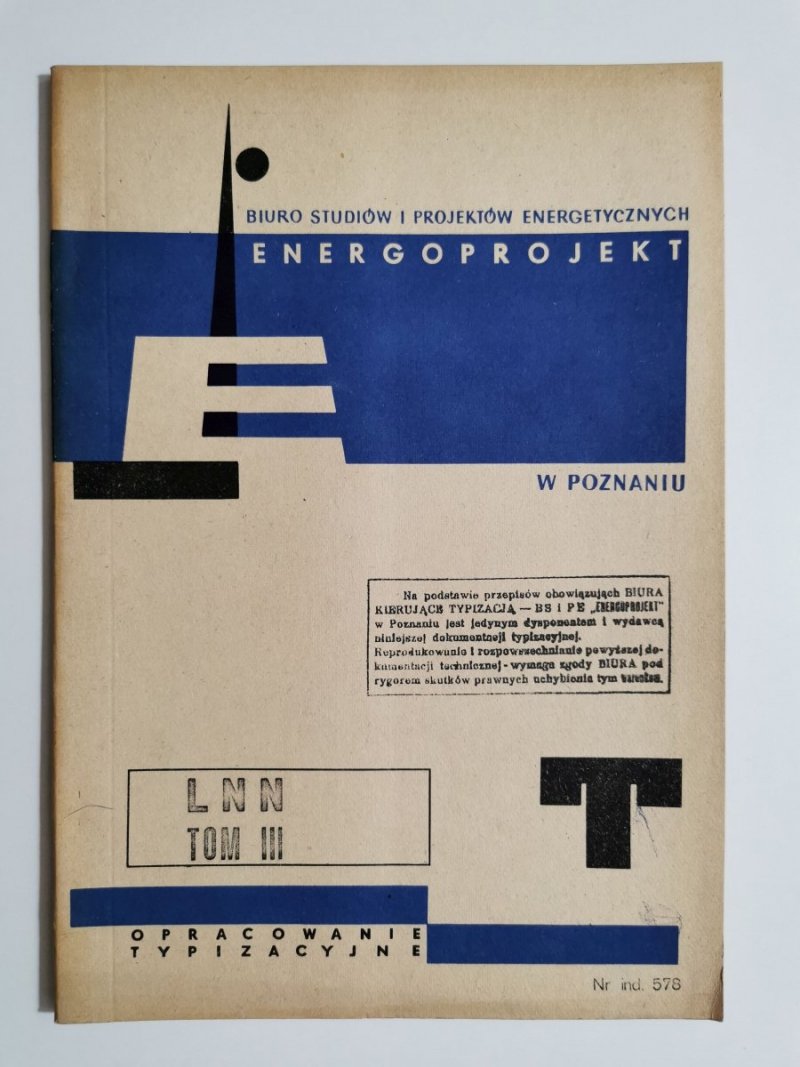 BIURO STUDIÓW I PROJEKTÓW ENERGETYCZNYCH
ENERGOPROJEKT
W POZNANIU
Na podstawie przepisów obowiązujących BIURA
KIERUJĄCE TYPIZACJĄ — BS i PE „ENERGOPROJEKT"
w Poznaniu jest jedynym dysponentem i wydawcą
niniejszej dokumentacji typizacyjnej.
Reprodukowanie i rozpowszechnianie powyższej do-
kumentacji technicznej - wymaga zgody BIURA pod
rygorem skutków prawnych uchybienia tym
LNN
TOM III
T
OPRACOWANIE
TYPIZACYJNE
Nr ind. 578